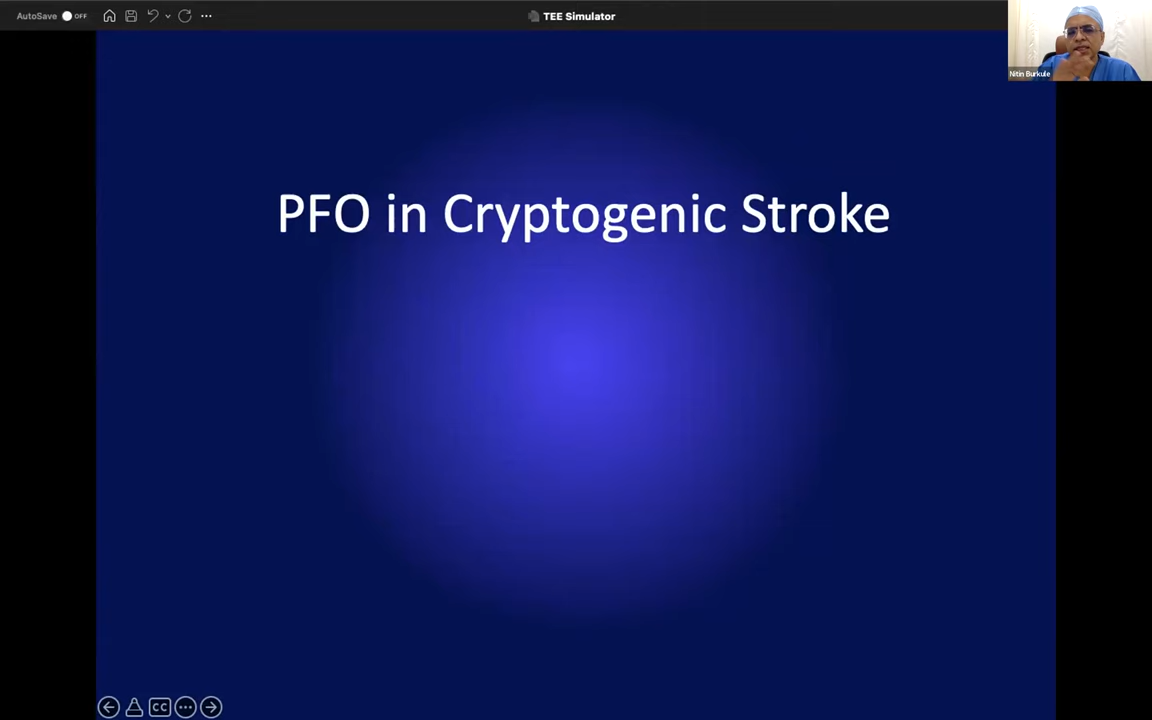 AutoSave OFF
TEE Simulator
Nitin Burkule
PFO in Cryptogenic Stroke
CC